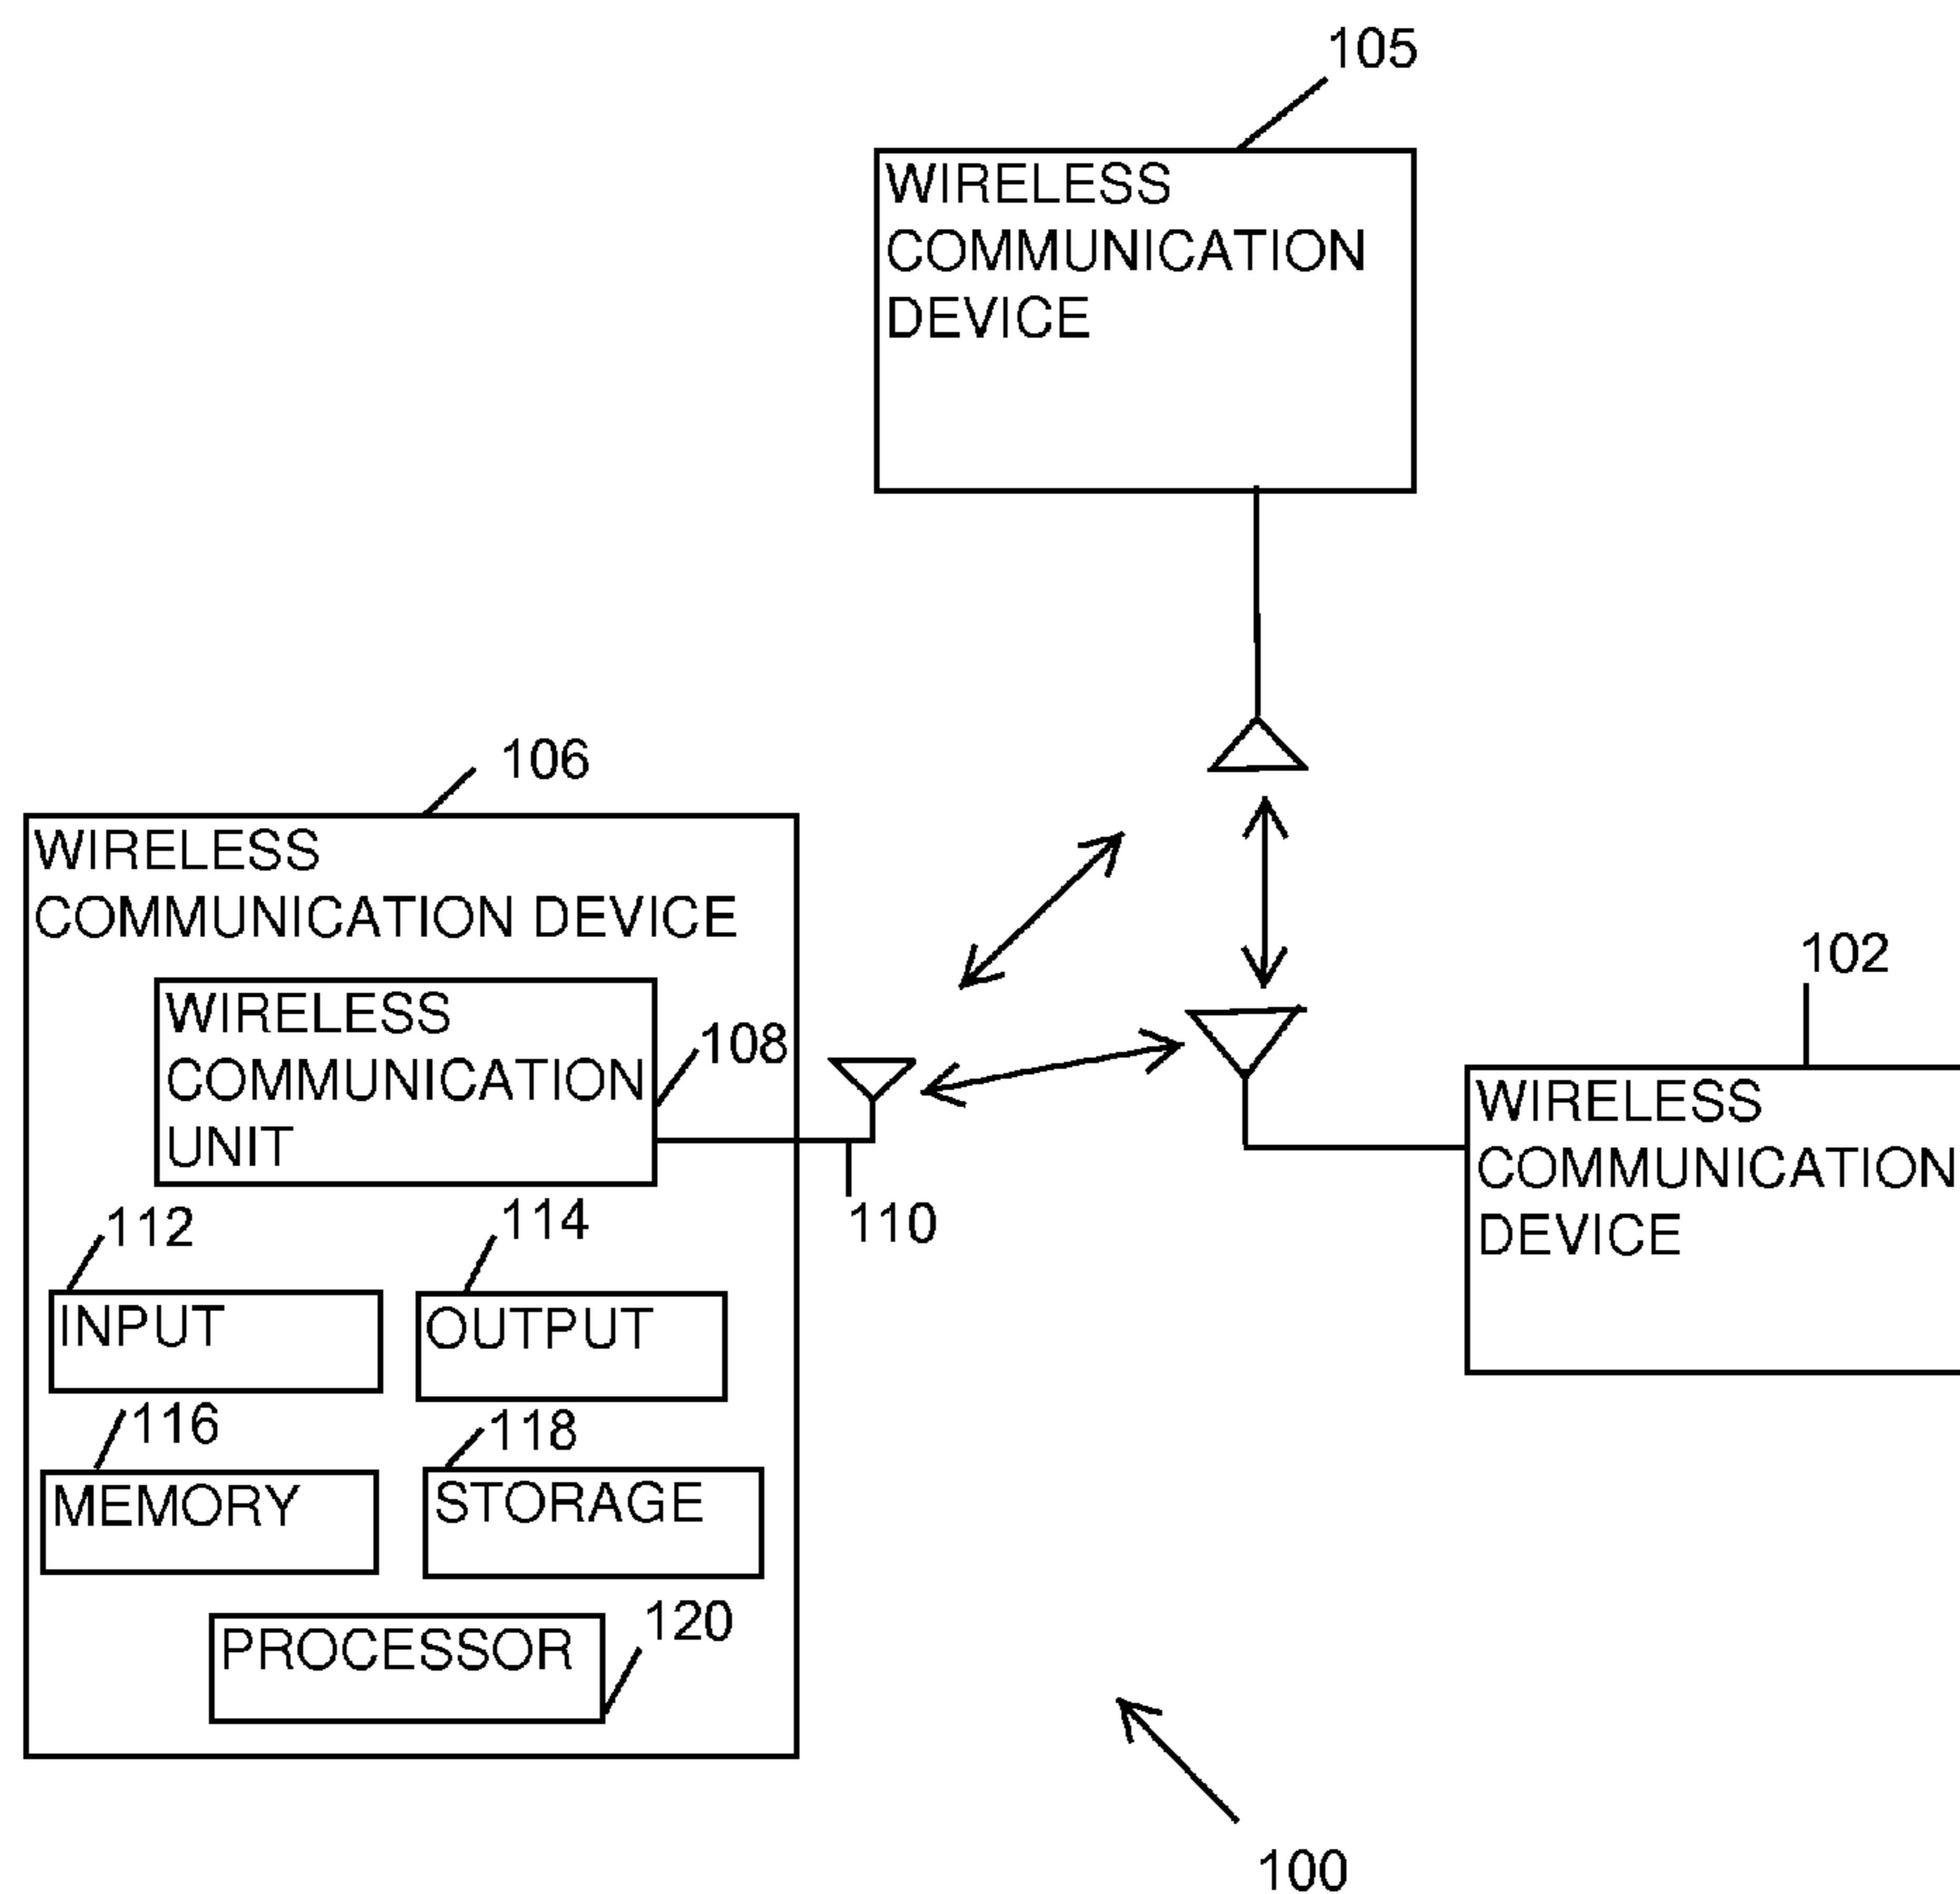 105
WIRELESS
COMMUNICATION
DEVICE
106
WIRELESS
COMMUNICATION DEVICE
WIRELESS
COMMUNICATION
UNIT
108
110
102
WIRELESS
COMMUNICATION
DEVICE
112
INPUT
114
OUTPUT
116
MEMORY
118
STORAGE
120
PROCESSOR
100